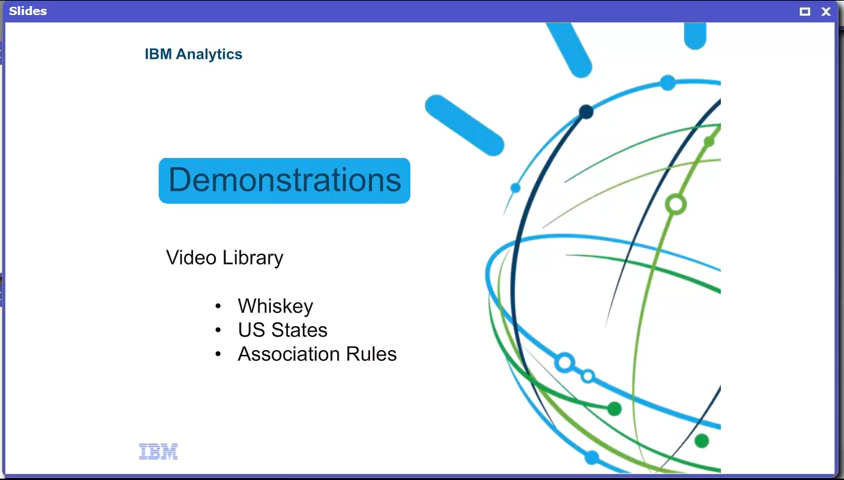 Slides
IBM Analytics
Demonstrations
Video Library
• Whiskey
• US States
• Association Rules
IBM